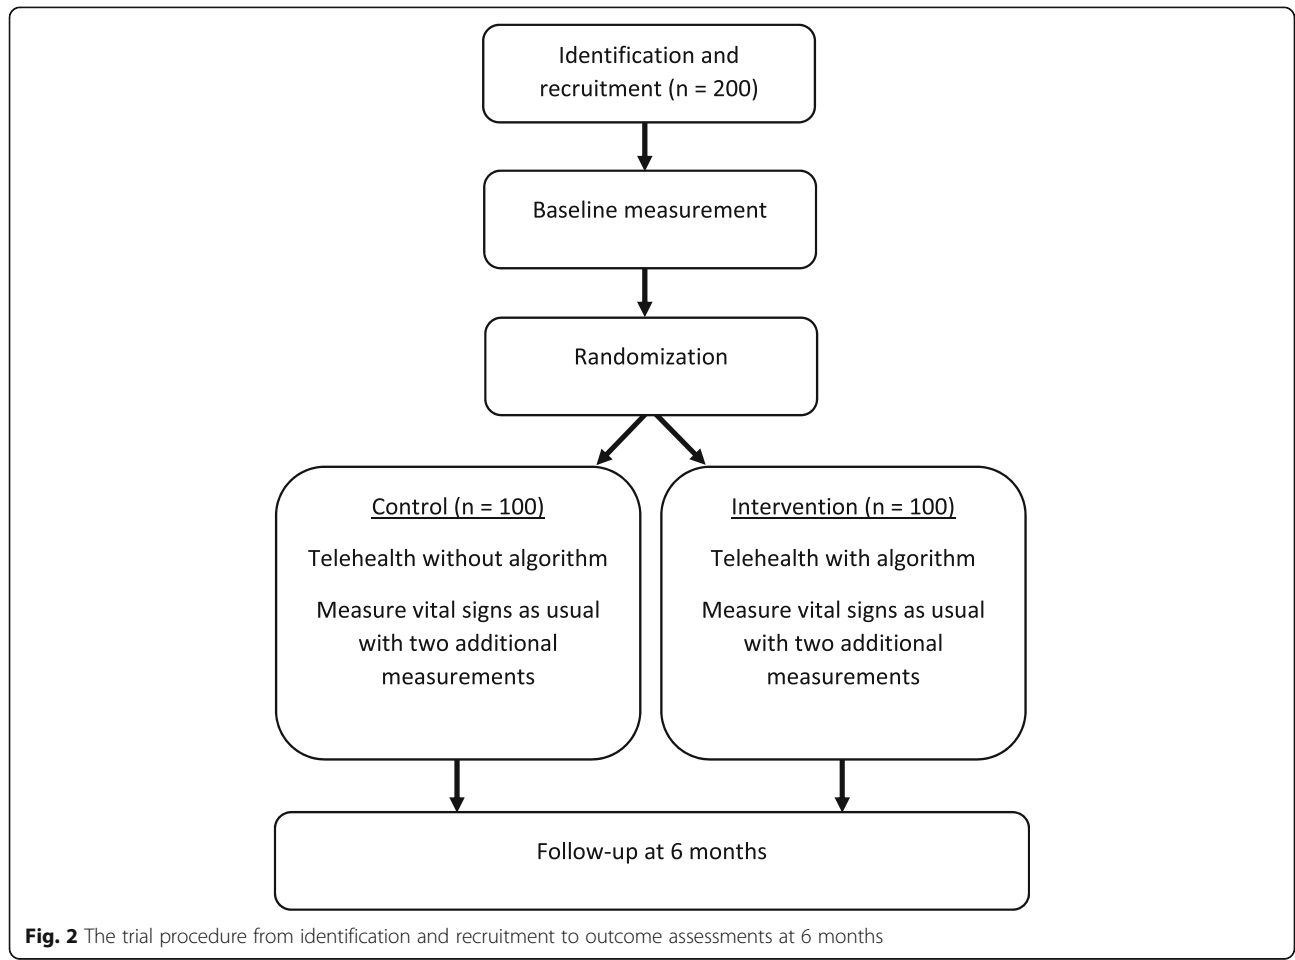 Identification and
recruitment (n = 200)
Baseline measurement
Randomization
Control (n = 100)
Telehealth without algorithm
Measure vital signs as usual
with two additional
measurements
Intervention (n = 100)
Telehealth with algorithm
Measure vital signs as usual
with two additional
measurements
Follow-up at 6 months
Fig. 2 The trial procedure from identification and recruitment to outcome assessments at 6 months